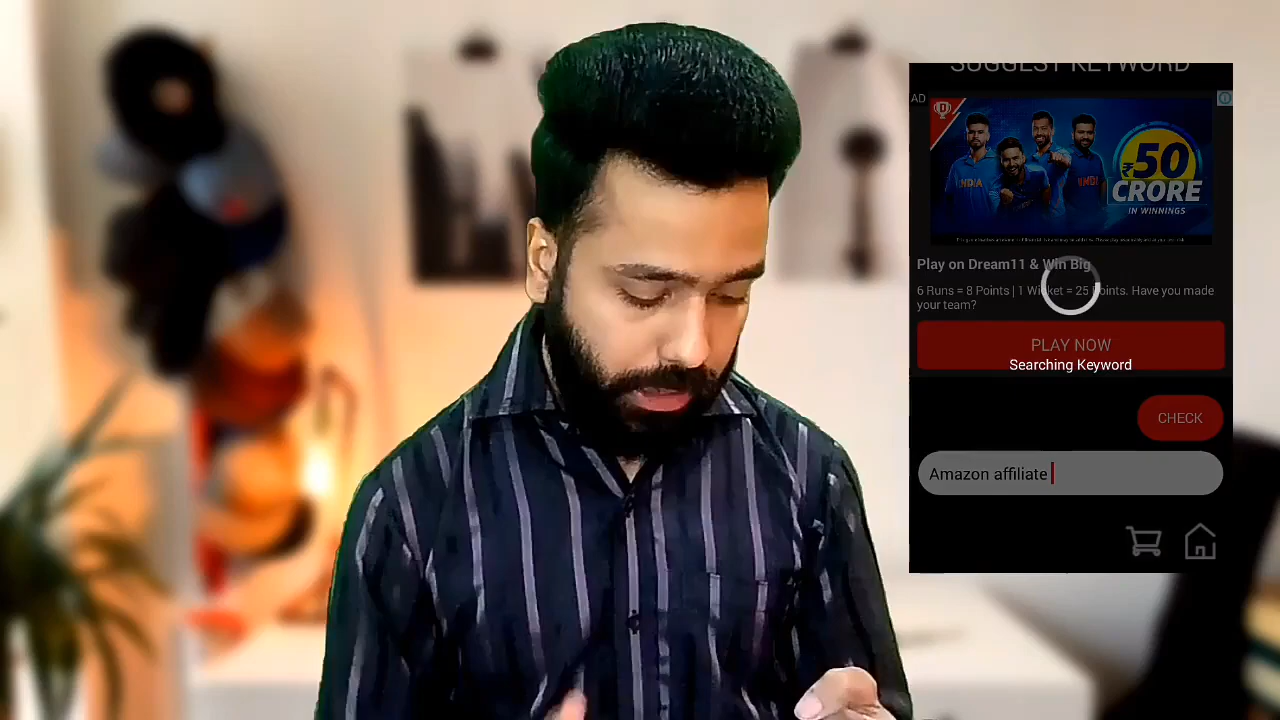 SUGGEST KEYWORD
AD
INDIA
₹50
CRORE
IN WINNINGS
Play on Dream11 & Win Big
6 Runs = 8 Points | 1 Wicket = 25 Points. Have you made
your team?
PLAY NOW
Searching Keyword
CHECK
Amazon affiliate